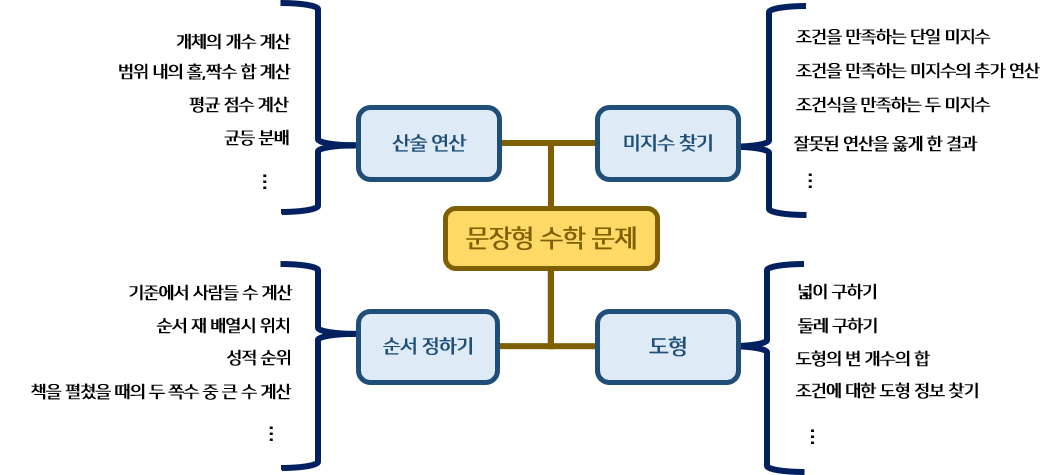 개체의 개수 계산
범위 내의 홀,짝수 합 계산
평균 점수 계산
균등 분배
⋮
산술 연산
미지수 찾기
조건을 만족하는 단일 미지수
조건을 만족하는 미지수의 추가 연산
조건식을 만족하는 두 미지수
잘못된 연산을 옳게 한 결과
⋮
문장형 수학 문제
기준에서 사람들 수 계산
순서 재 배열시 위치
성적 순위
책을 펼쳤을 때의 두 쪽수 중 큰 수 계산
⋮
순서 정하기
도형
넓이 구하기
둘레 구하기
도형의 변 개수의 합
조건에 대한 도형 정보 찾기
⋮